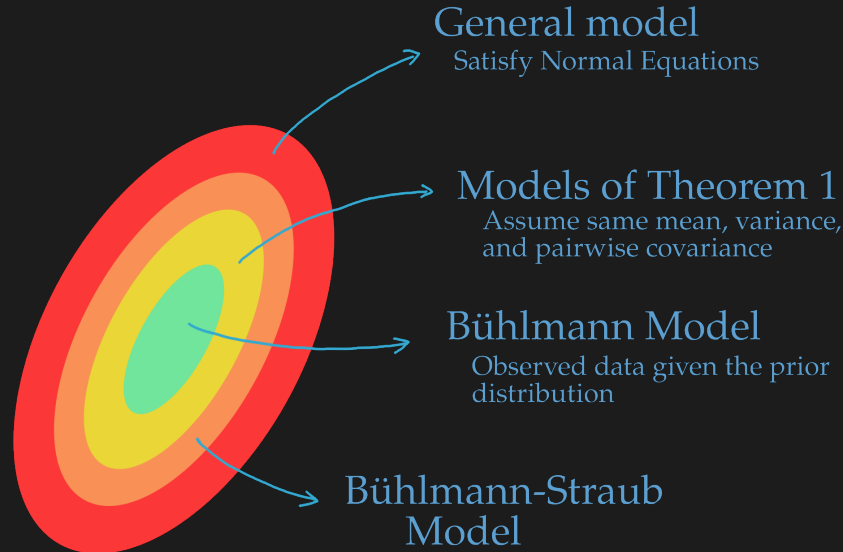 General model
Satisfy Normal Equations
Models of Theorem 1
Assume same mean, variance,
and pairwise covariance
Bühlmann Model
Observed data given the prior
distribution
Bühlmann-Straub
Model